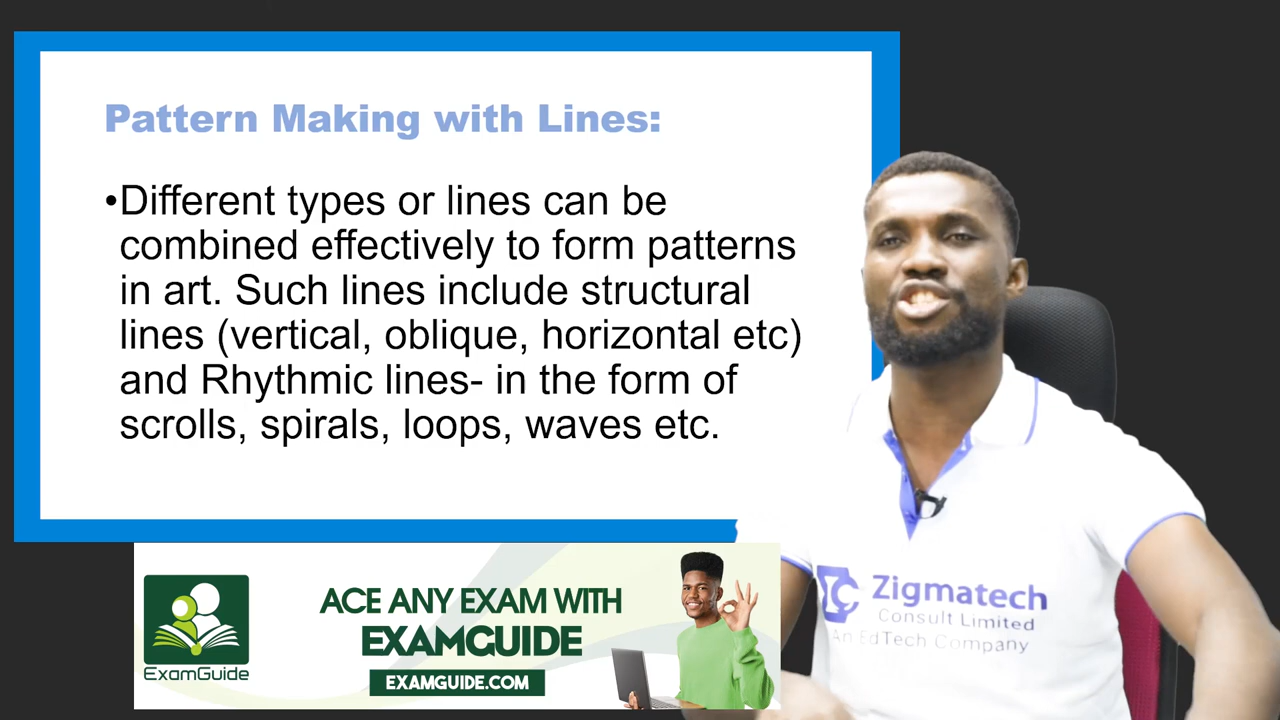 Pattern Making with Lines:
•Different types or lines can be
combined effectively to form patterns
in art. Such lines include structural
lines (vertical, oblique, horizontal etc)
and Rhythmic lines- in the form of
scrolls, spirals, loops, waves etc.
ExamGuide
ACE ANY EXAM WITH
EXAMGUIDE
EXAMGUIDE.COM
Zigmatech
Consult Limited
An EdTech Company